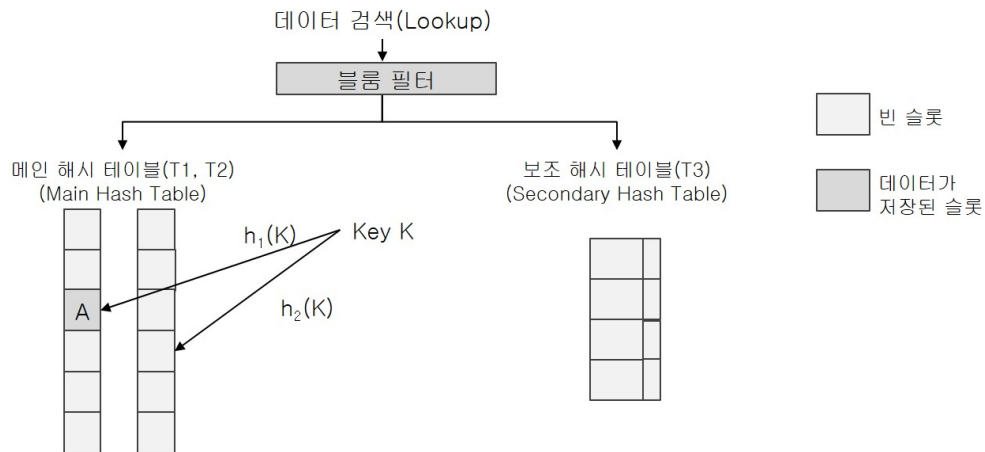 데이터 검색(Lookup)
블룸 필터
빈 슬롯
데이터가
저장된 슬롯
메인 해시 테이블(T1, T2)
(Main Hash Table)
보조 해시 테이블(T3)
(Secondary Hash Table)
h₁(K)
Key K
A
h₂(K)